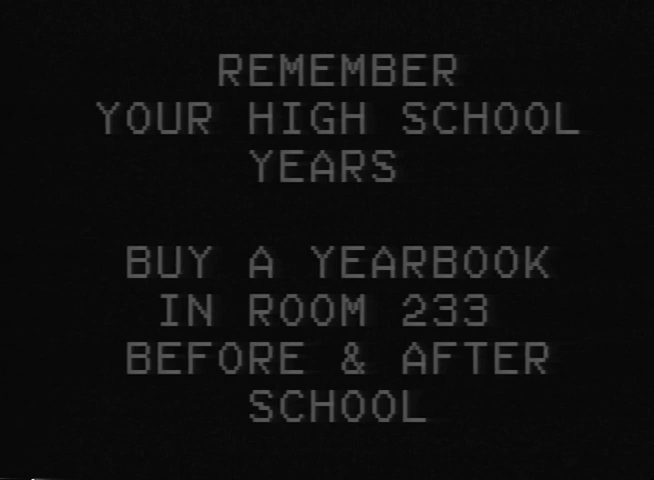 REMEMBER
YOUR HIGH SCHOOL
YEARS
BUY A YEARBOOK
IN ROOM 233
BEFORE & AFTER
SCHOOL